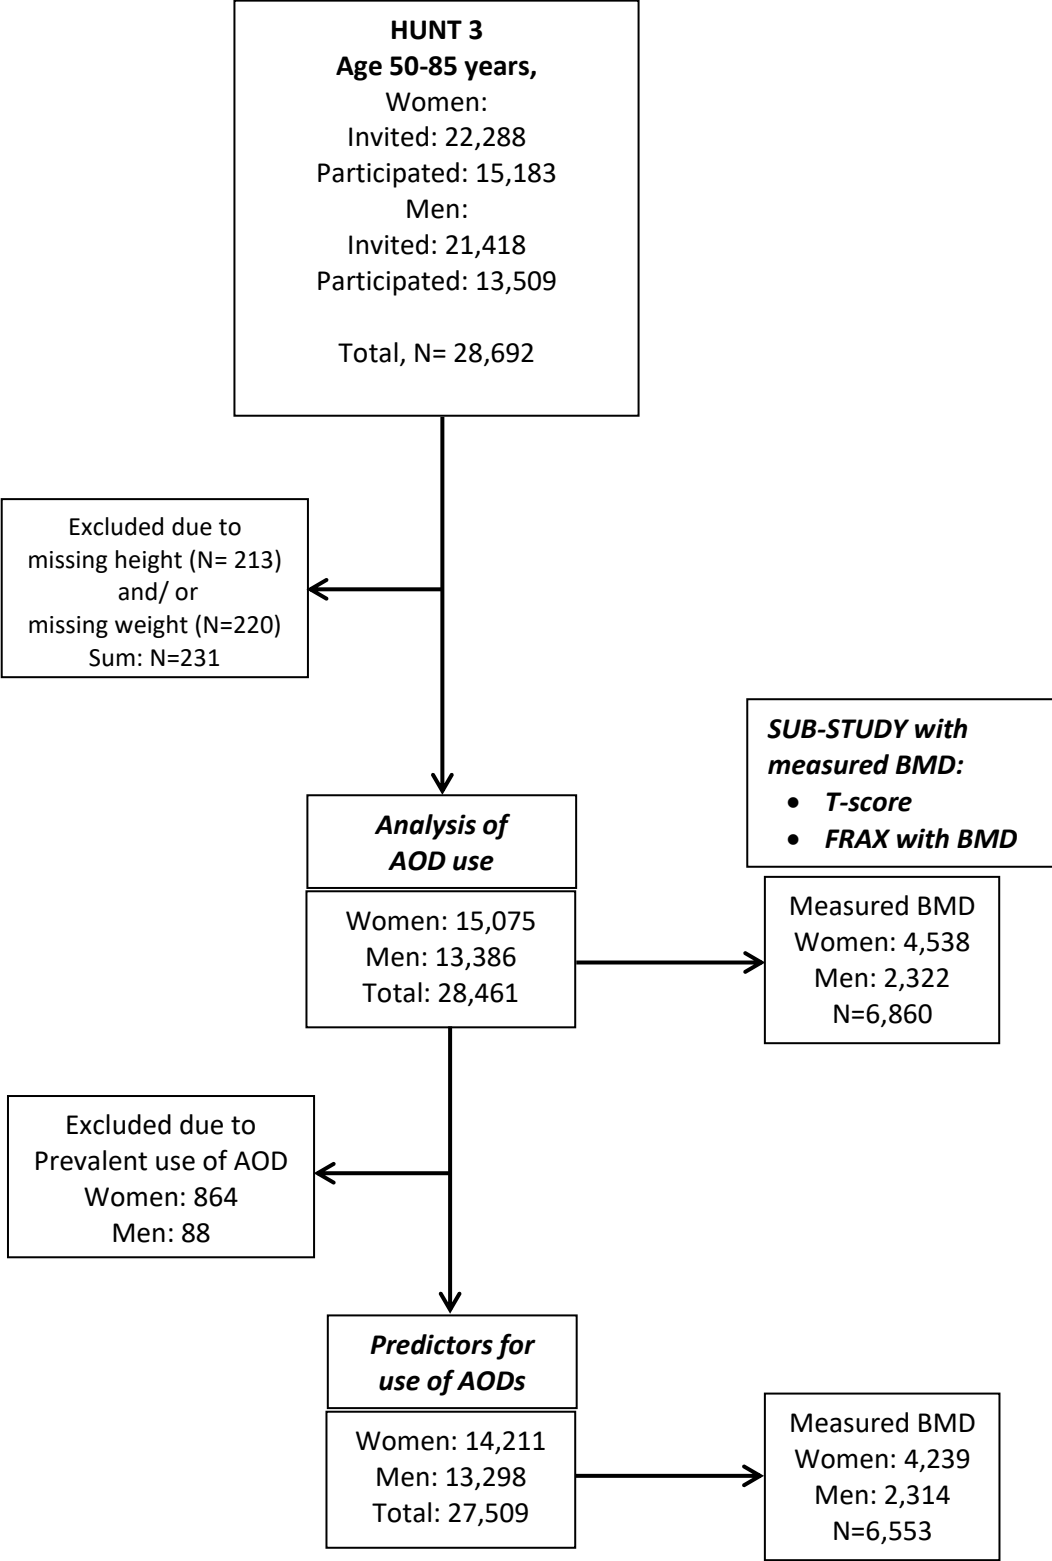 HUNT 3
Age 50-85 years,
Women:
Invited: 22,288
Participated: 15,183
Men:
Invited: 21,418
Participated: 13,509
Total, N= 28,692
Excluded due to
missing height (N= 213)
and/ or
missing weight (N=220)
Sum: N=231
SUB-STUDY with
measured BMD:
• T-score
• FRAX with BMD
Analysis of
AOD use
Women: 15,075
Men: 13,386
Total: 28,461
Measured BMD
Women: 4,538
Men: 2,322
N=6,860
Excluded due to
Prevalent use of AOD
Women: 864
Men: 88
Predictors for
use of AODs
Women: 14,211
Men: 13,298
Total: 27,509
Measured BMD
Women: 4,239
Men: 2,314
N=6,553